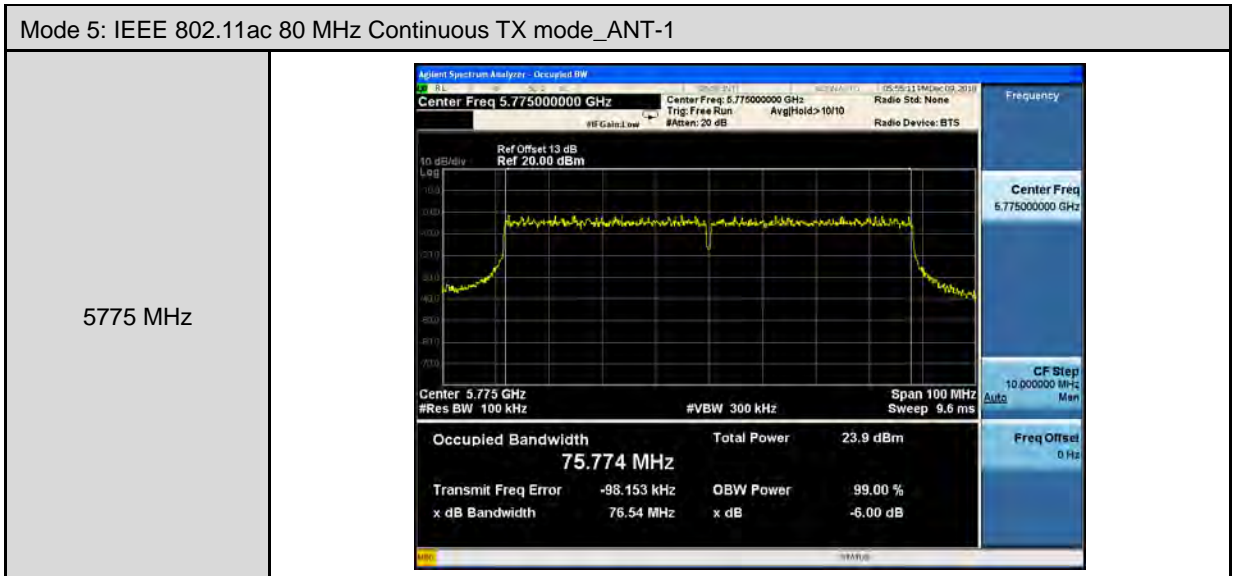 Mode 5: IEEE 802.11ac 80 MHz Continuous TX mode_ANT-1
5775 MHz
Agilent Spectrum Analyzer - Occupied BW
Center Freq 5.775000000 GHz
Center Freq: 5.775000000 GHz
Radio Std: None
Trig: Free Run
Avg|Hold:>10/10
#IFGain:Low
#Atten: 20 dB
Radio Device: BTS
Frequency
Ref Offset 13 dB
10 dB/div
Ref 20.00 dBm
Log
Center Freq
5.775000000 GHz
Center 5.775 GHz
Span 100 MHz
#Res BW 100 kHz
#VBW 300 kHz
Sweep 9.6 ms
CF Step
10.000000 MHz
Auto Man
Occupied Bandwidth
Total Power 23.9 dBm
75.774 MHz
Transmit Freq Error -98.153 kHz
OBW Power 99.00 %
x dB Bandwidth 76.54 MHz
x dB -6.00 dB
Freq Offset
0 Hz
MSG
STATUS